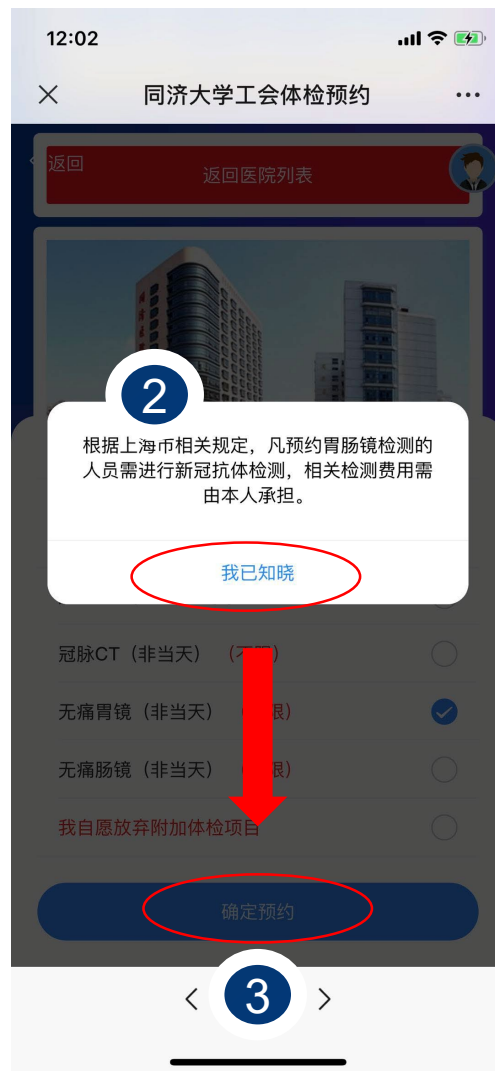 12:02
同济大学工会体检预约
返回
返回医院列表
2
根据上海市相关规定，凡预约胃肠镜检测的
人员需进行新冠抗体检测，相关检测费用需
由本人承担。
我已知晓
冠脉CT（非当天）
无痛胃镜（非当天）
无痛肠镜（非当天）
我自愿放弃附加体检项目
确定预约
3